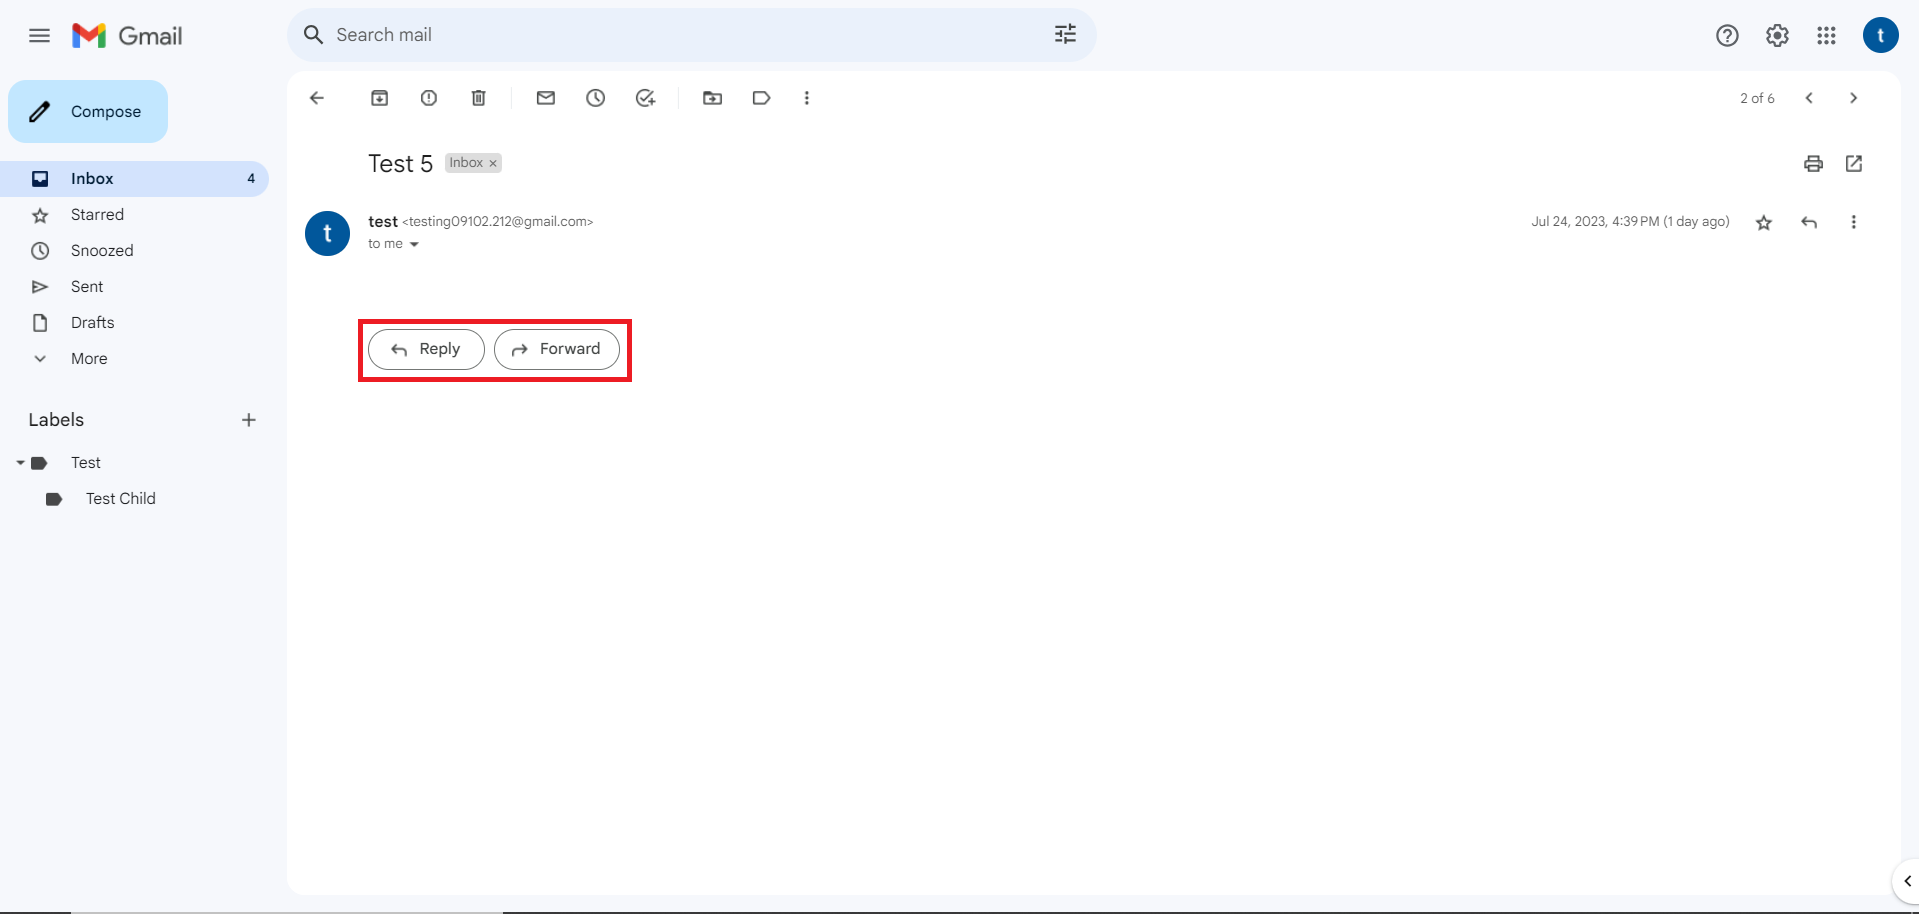 Gmail
Search mail
t
Compose
2 of 6
Inbox 4
Starred
Snoozed
Sent
Drafts
More
Labels
Test
Test Child
Test 5 Inbox ×
t
test <testing09102.212@gmail.com>
to me
Jul 24, 2023, 4:39 PM (1 day ago)
Reply Forward